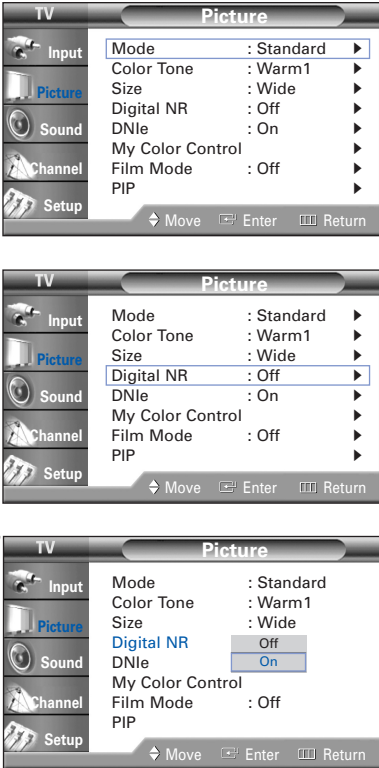 TV Picture
Input
Picture
Sound
Channel
Setup
Mode : Standard
Color Tone : Warm1
Size : Wide
Digital NR : Off
DNIe : On
My Color Control
Film Mode : Off
PIP
Move Enter Return
TV Picture
Input
Picture
Sound
Channel
Setup
Mode : Standard
Color Tone : Warm1
Size : Wide
Digital NR : Off
DNIe : On
My Color Control
Film Mode : Off
PIP
Move Enter Return
TV Picture
Input
Picture
Sound
Channel
Setup
Mode : Standard
Color Tone : Warm1
Size : Wide
Digital NR Off
DNIe On
My Color Control
Film Mode : Off
PIP
Move Enter Return